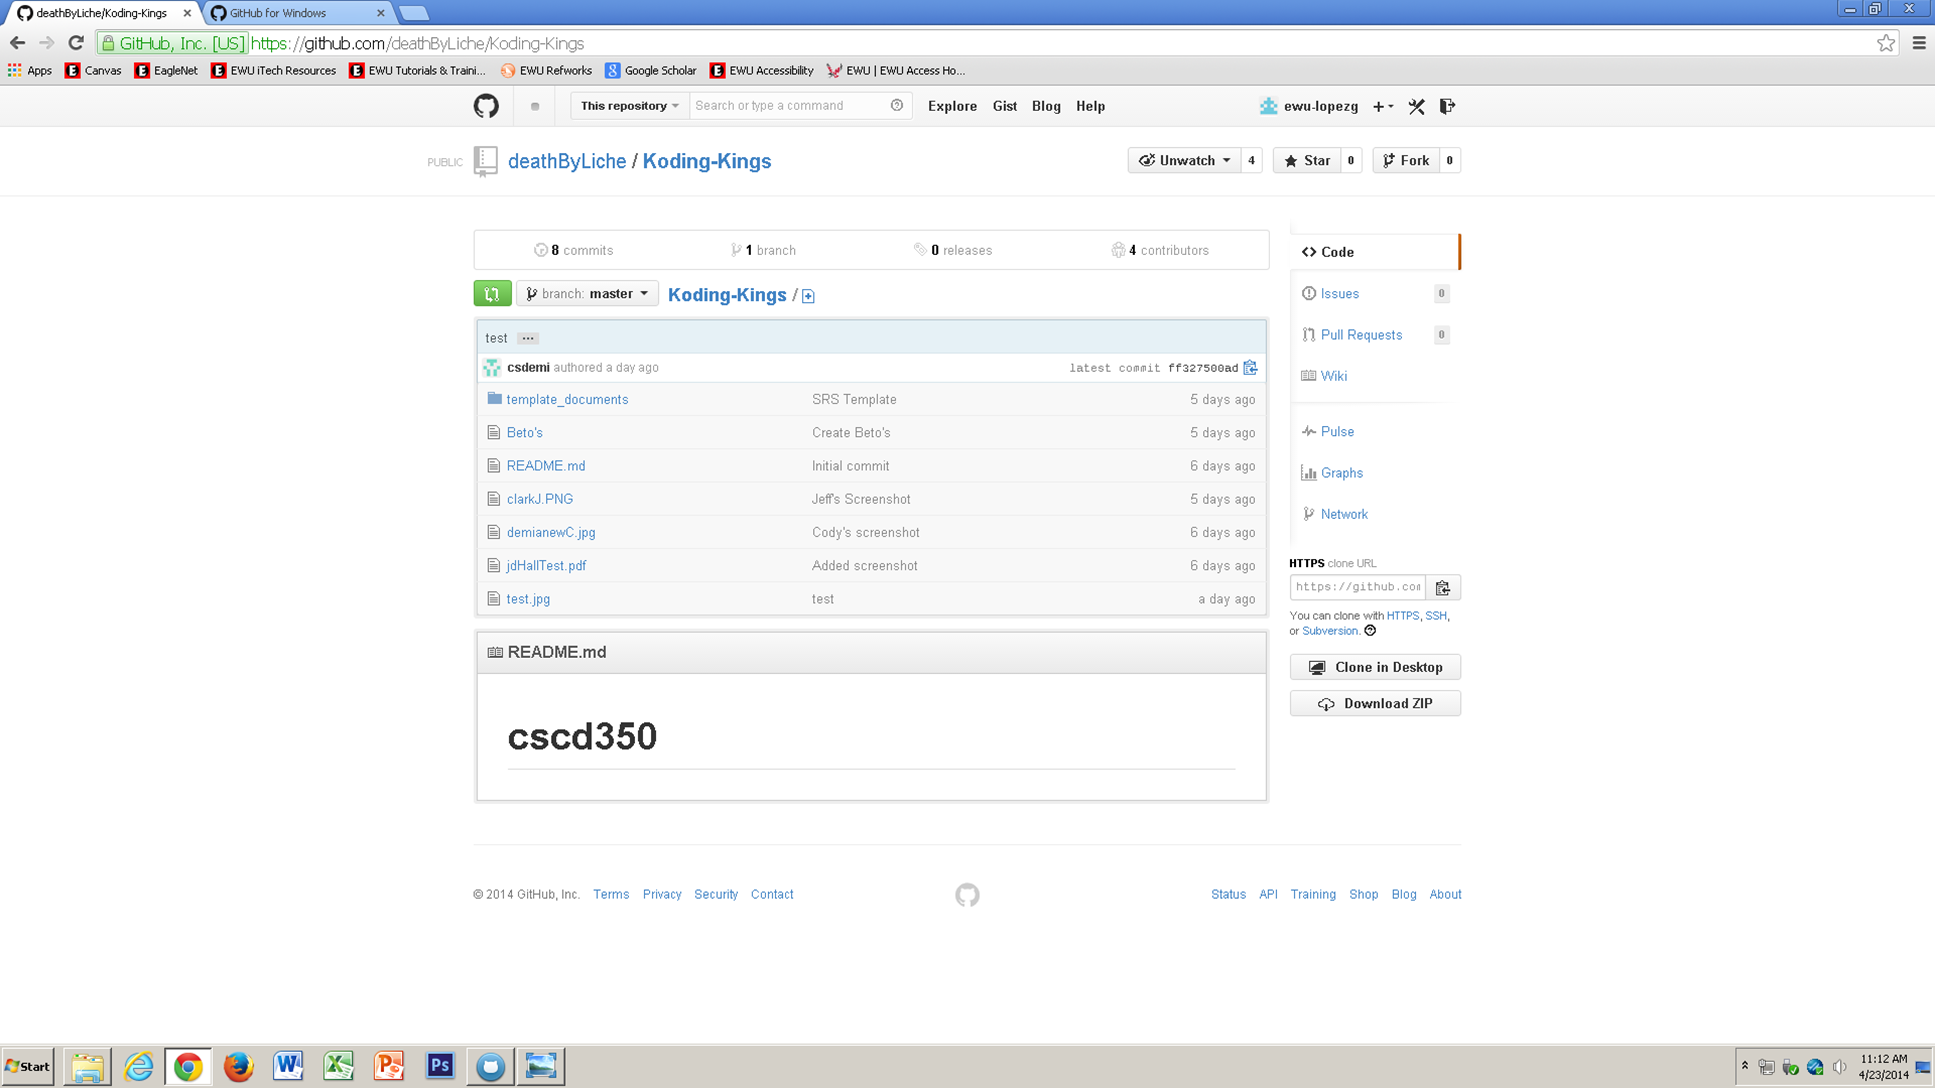 deathByLiche/Koding-Kings
GitHub for Windows
GitHub, Inc. [US] https://github.com/deathByLiche/Koding-Kings
Apps Canvas EagleNet EWU iTech Resources EWU Tutorials & Traini... EWU Refworks Google Scholar EWU Accessibility EWU | EWU Access Ho...
This repository Search or type a command Explore Gist Blog Help ewu-lopezg
PUBLIC deathByLiche / Koding-Kings Unwatch 4 Star 0 Fork 0
8 commits 1 branch 0 releases 4 contributors
branch: master Koding-Kings /
test ...
csdemi authored a day ago latest commit ff327500ad
template_documents SRS Template 5 days ago
Beto's Create Beto's 5 days ago
README.md Initial commit 6 days ago
clarkJ.PNG Jeff's Screenshot 5 days ago
demianewC.jpg Cody's screenshot 6 days ago
jdHallTest.pdf Added screenshot 6 days ago
test.jpg test a day ago
README.md
cscd350
Code
Issues 0
Pull Requests 0
Wiki
Pulse
Graphs
Network
HTTPS clone URL
https://github.com
You can clone with HTTPS, SSH,
or Subversion.
Clone in Desktop
Download ZIP
© 2014 GitHub, Inc. Terms Privacy Security Contact Status API Training Shop Blog About
Start
Ps
11:12 AM
4/23/2014